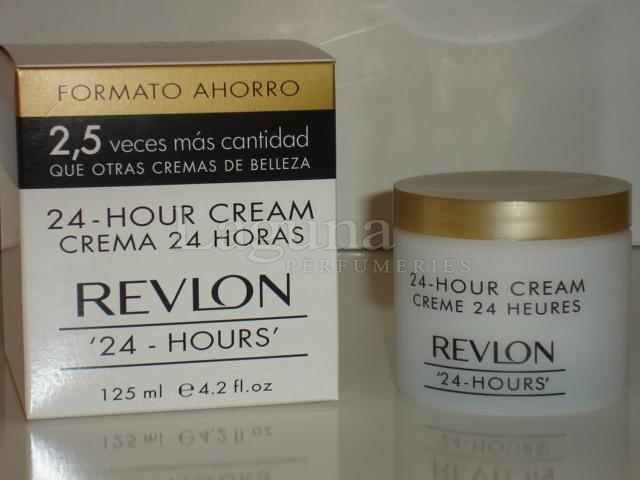 FORMATO AHORRO
2,5 veces más cantidad
QUE OTRAS CREMAS DE BELLEZA
24-HOUR CREAM
CREMA 24 HORAS
REVLON
'24 - HOURS'
125 ml ℮ 4.2 fl.oz
Laguna
PERFUMERIES
24-HOUR CREAM
CREME 24 HEURES
REVLON
'24-HOURS'